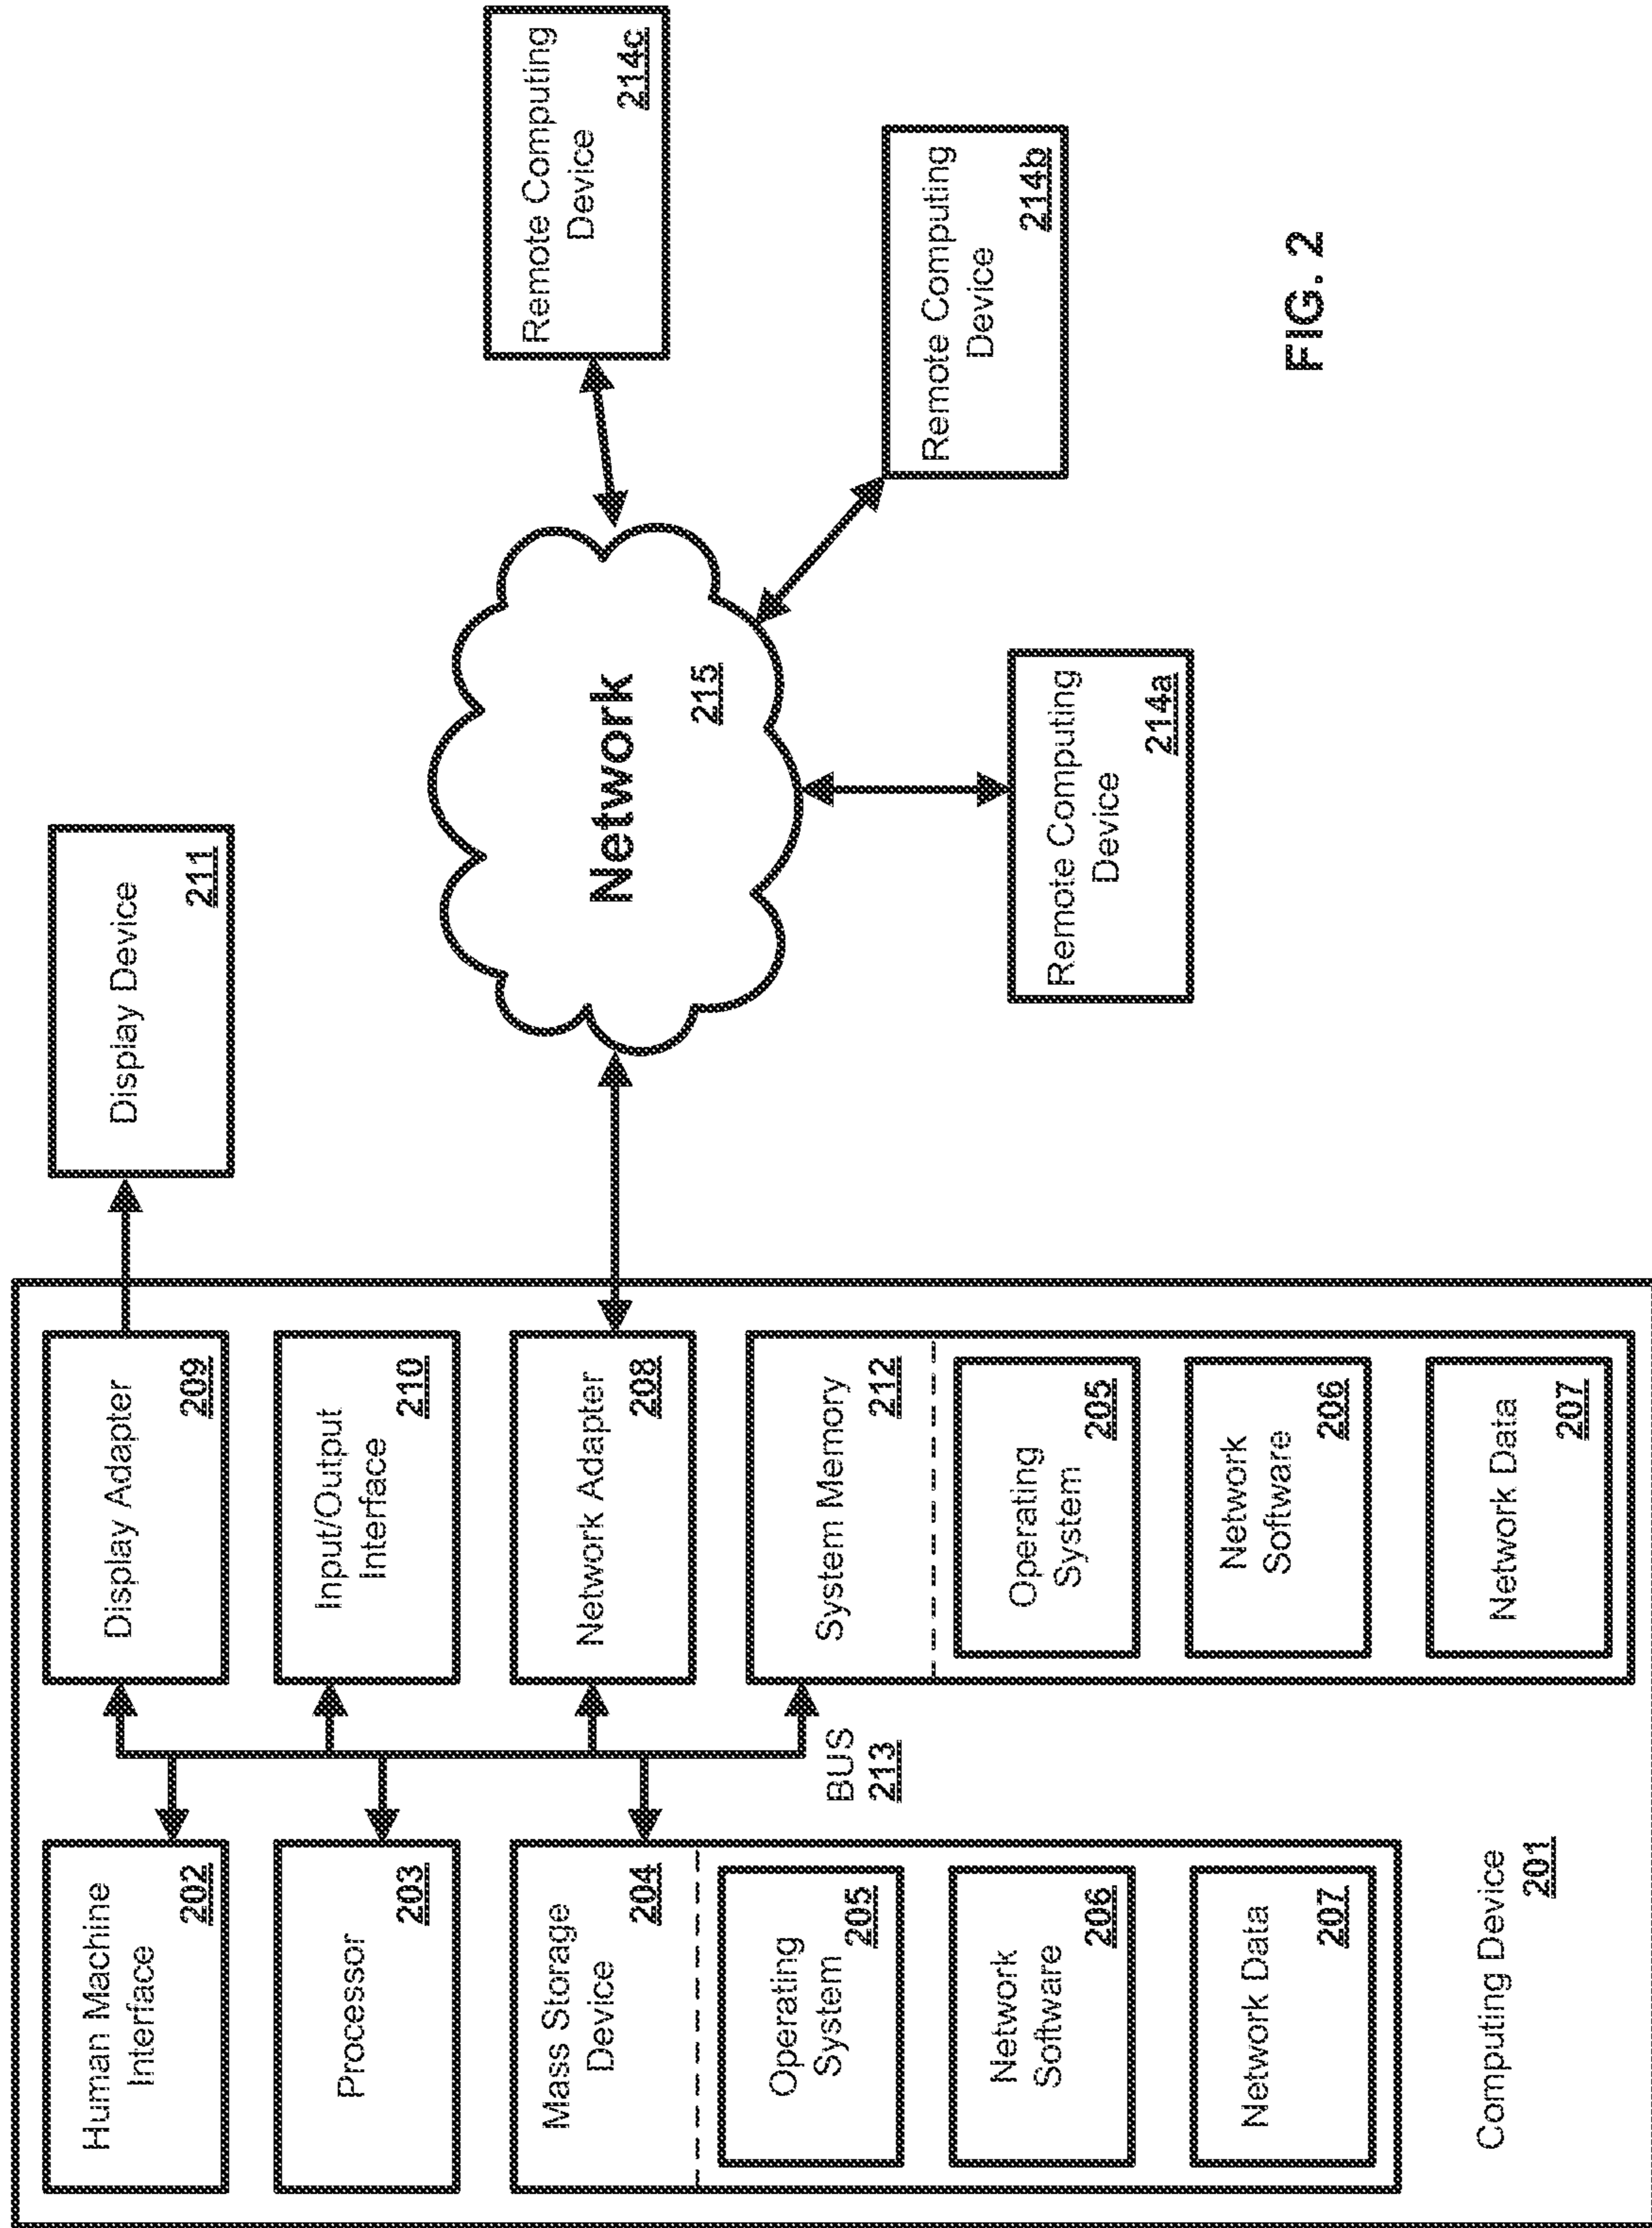 Human Machine
Interface
202
Processor
203
Mass Storage
Device
204
Operating
System
205
Network
Software
206
Network Data
207
Computing Device
201
BUS
213
Display Adapter
209
Input/Output
Interface
210
Network Adapter
208
System Memory
212
Operating
System
205
Network
Software
206
Network Data
207
Display Device
211
Network
215
Remote Computing
Device
214a
Remote Computing
Device
214b
Remote Computing
Device
214c
FIG. 2